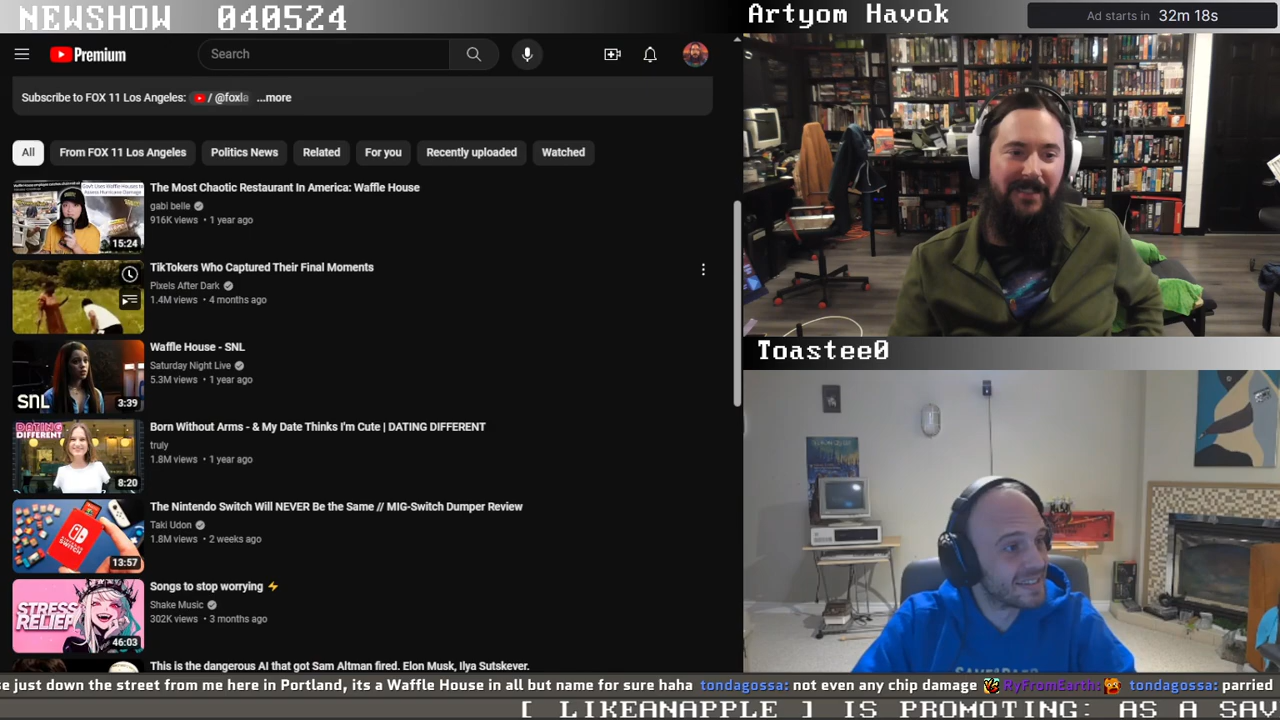 NEWSHOW 040524
Artyom Havok
Ad starts in 32m 18s
Premium
Search
Subscribe to FOX 11 Los Angeles: / @foxla ...more
All
From FOX 11 Los Angeles
Politics News
Related
For you
Recently uploaded
Watched
The Most Chaotic Restaurant In America: Waffle House
gabi belle
916K views • 1 year ago
15:24
TikTokers Who Captured Their Final Moments
Pixels After Dark
1.4M views • 4 months ago
Toastee0
Waffle House - SNL
Saturday Night Live
5.3M views • 1 year ago
SNL
3:39
DATING DIFFERENT
Born Without Arms - & My Date Thinks I'm Cute | DATING DIFFERENT
truly
1.8M views • 1 year ago
8:20
The Nintendo Switch Will NEVER Be the Same // MIG-Switch Dumper Review
Taki Udon
1.8M views • 2 weeks ago
13:57
Songs to stop worrying ⚡
Shake Music
302K views • 3 months ago
STRESS
RELIEF
46:03
This is the dangerous AI that got Sam Altman fired. Elon Musk, Ilya Sutskever.
e just down the street from me here in Portland, its a Waffle House in all but name for sure haha tondagossa: not even any chip damage RyFromEarth: tondagossa: parried
[ LIKEANAPPLE ] IS PROMOTING: AS A SAV